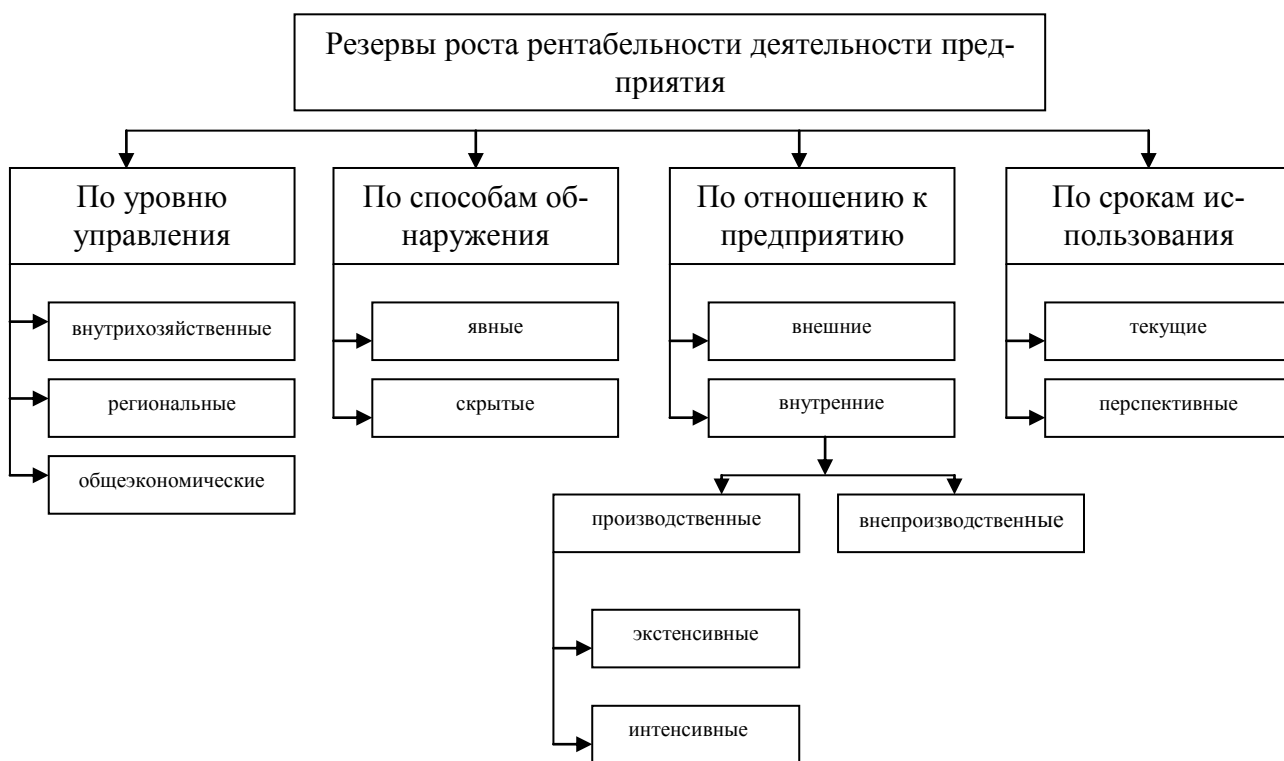 Резервы роста рентабельности деятельности пред-
приятия
По уровню
управления
По способам об-
наружения
По отношению к
предприятию
По срокам ис-
пользования
внутрихозяйственные
явные
внешние
текущие
региональные
скрытые
внутренние
перспективные
общеэкономические
производственные
внепроизводственные
экстенсивные
интенсивные